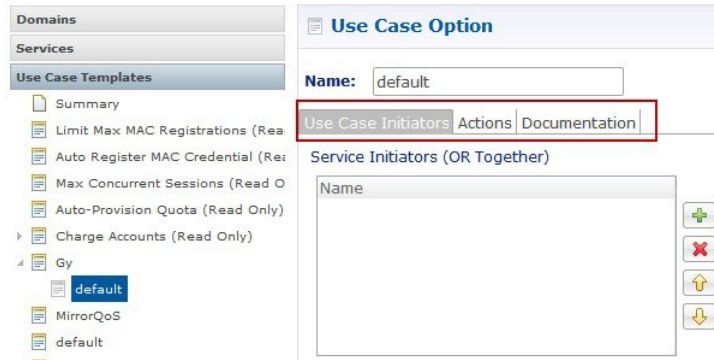 Domains
Services
Use Case Templates
Summary
Limit Max MAC Registrations (Rea
Auto Register MAC Credential (Rea
Max Concurrent Sessions (Read O
Auto-Provision Quota (Read Only)
Charge Accounts (Read Only)
Gy
default
MirrorQoS
default
Use Case Option
Name: default
Use Case Initiators Actions Documentation
Service Initiators (OR Together)
Name